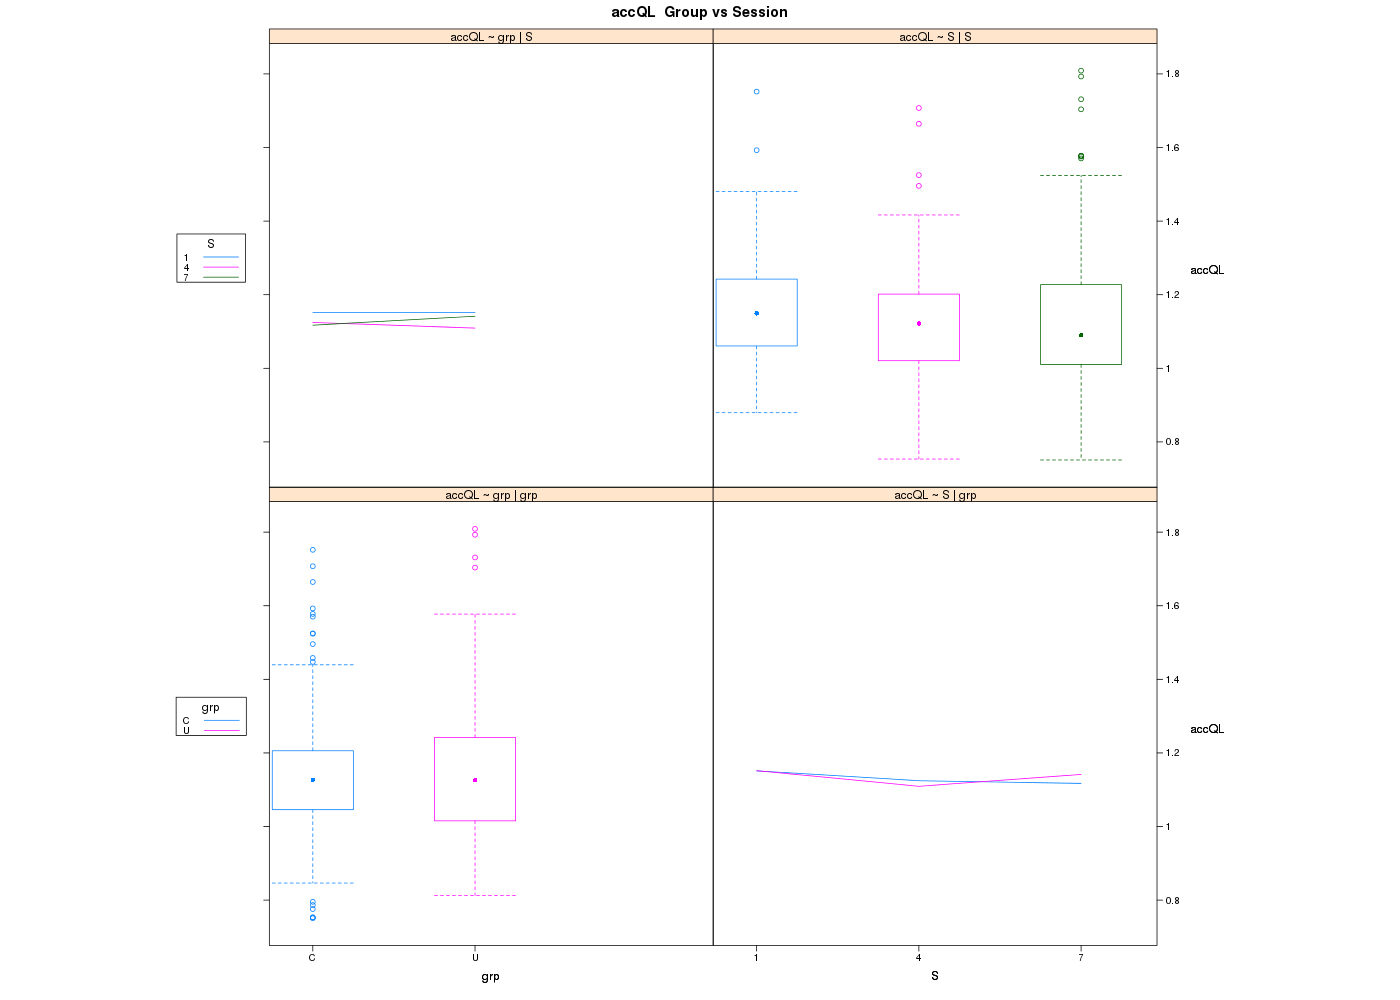 accQL Group vs Session
accQL ~ grp | S
accQL ~ S | S
1.8
1.6
1.4
1.2
1
0.8
accQL
S
1
4
7
accQL ~ grp | grp
accQL ~ S | grp
1.8
1.6
1.4
1.2
1
0.8
accQL
grp
C
U
C U
1 4 7
grp
S